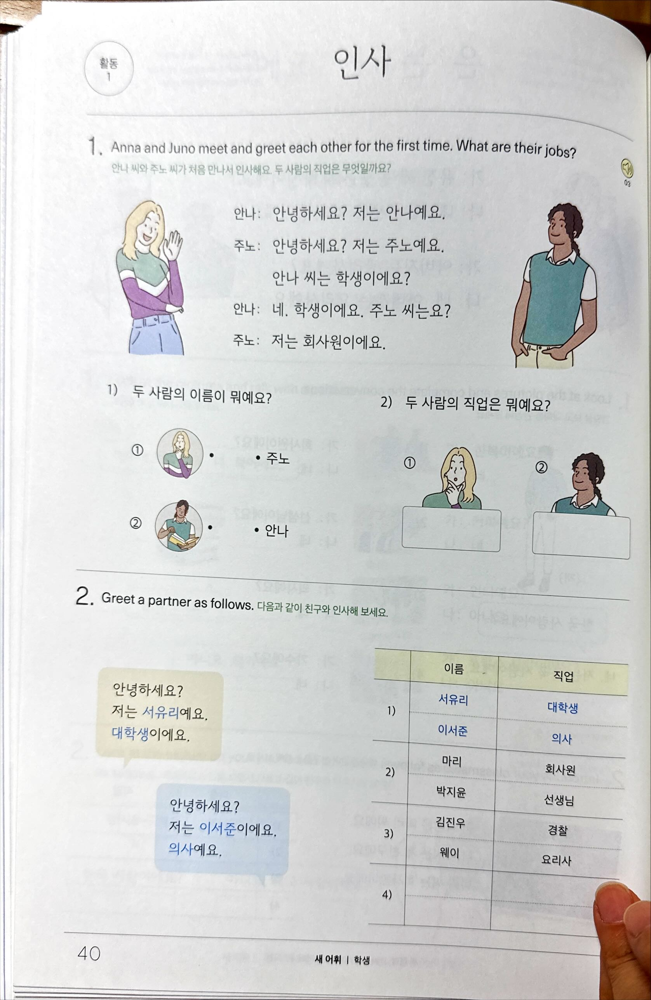 활동
1
인사
1. Anna and Juno meet and greet each other for the first time. What are their jobs?
안나 씨와 주노 씨가 처음 만나서 인사해요. 두 사람의 직업은 무엇일까요?
03
안나: 안녕하세요? 저는 안나예요.
주노: 안녕하세요? 저는 주노예요.
안나 씨는 학생이에요?
안나: 네. 학생이에요. 주노 씨는요?
주노: 저는 회사원이에요.
1) 두 사람의 이름이 뭐예요?
① • • 주노
② • • 안나
2) 두 사람의 직업은 뭐예요?
① ②
2. Greet a partner as follows. 다음과 같이 친구와 인사해 보세요.
안녕하세요?
저는 서유리예요.
대학생이에요.
안녕하세요?
저는 이서준이에요.
의사예요.
이름 직업
1) 서유리 대학생
이서준 의사
2) 마리 회사원
박지윤 선생님
3) 김진우 경찰
웨이 요리사
4)
40
새 어휘 | 학생